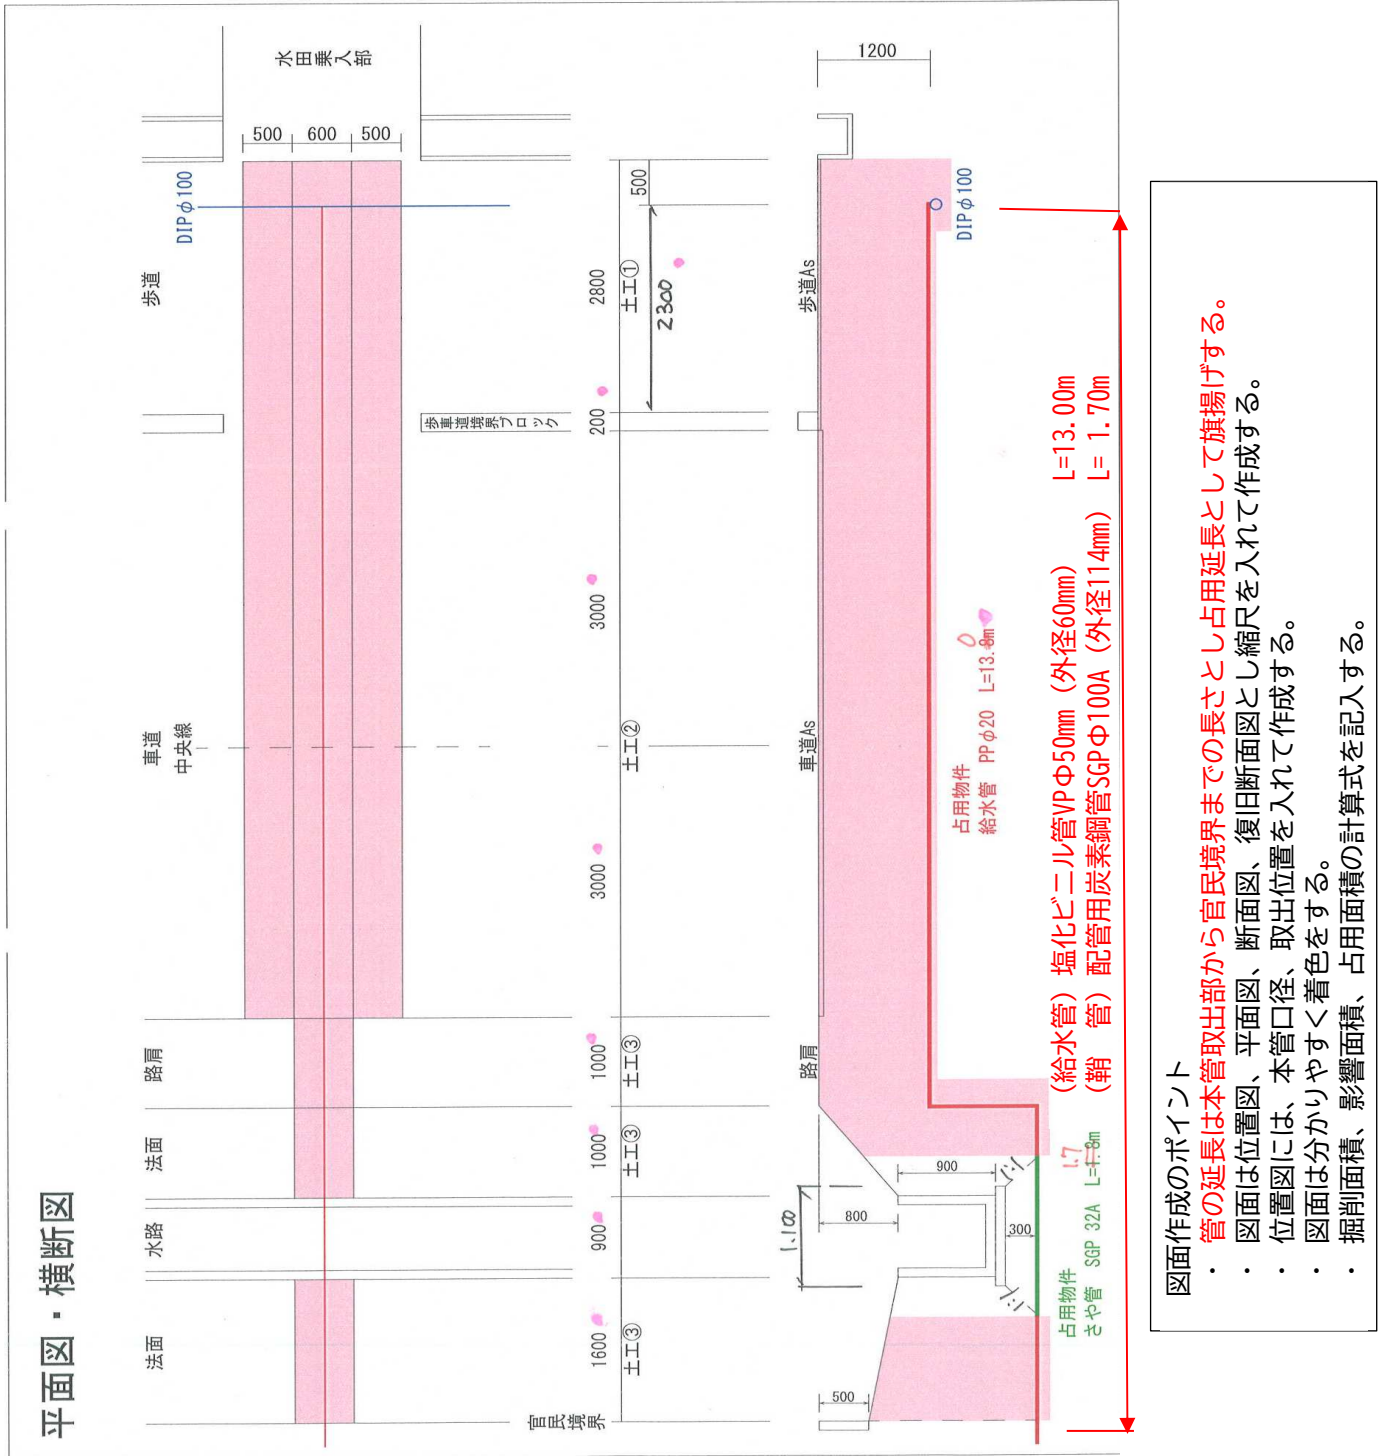 平面図・横断図
法面
水路
法面
路肩
車道
中央線
歩道
DIPφ100
水田乗入部
500
600
500
官民境界
歩車道境界ブロック
1600
900
1000
1000
3000
3000
200
2800
土工③
土工③
土工③
土工②
土工①
500
2300
路肩
車道As
歩道As
1200
500
800
1,100
900
300
1:1
1:1
DIPφ100
占用物件
給水管 PPφ20 L=13.8m
0
占用物件
さや管 SGP 32A L=1.8m
1.7
(給水管) 塩化ビニル管VPΦ50mm (外径60mm) L=13.00m
(鞘 管) 配管用炭素鋼管SGPΦ100A (外径114mm) L= 1.70m
図面作成のポイント
・ 管の延長は本管取出部から官民境界までの長さとし占用延長として旗揚げする。
・ 図面は位置図、平面図、断面図、復旧断面図とし縮尺を入れて作成する。
・ 位置図には、本管口径、取出位置を入れて作成する。
・ 図面は分かりやすく着色をする。
・ 掘削面積、影響面積、占用面積の計算式を記入する。